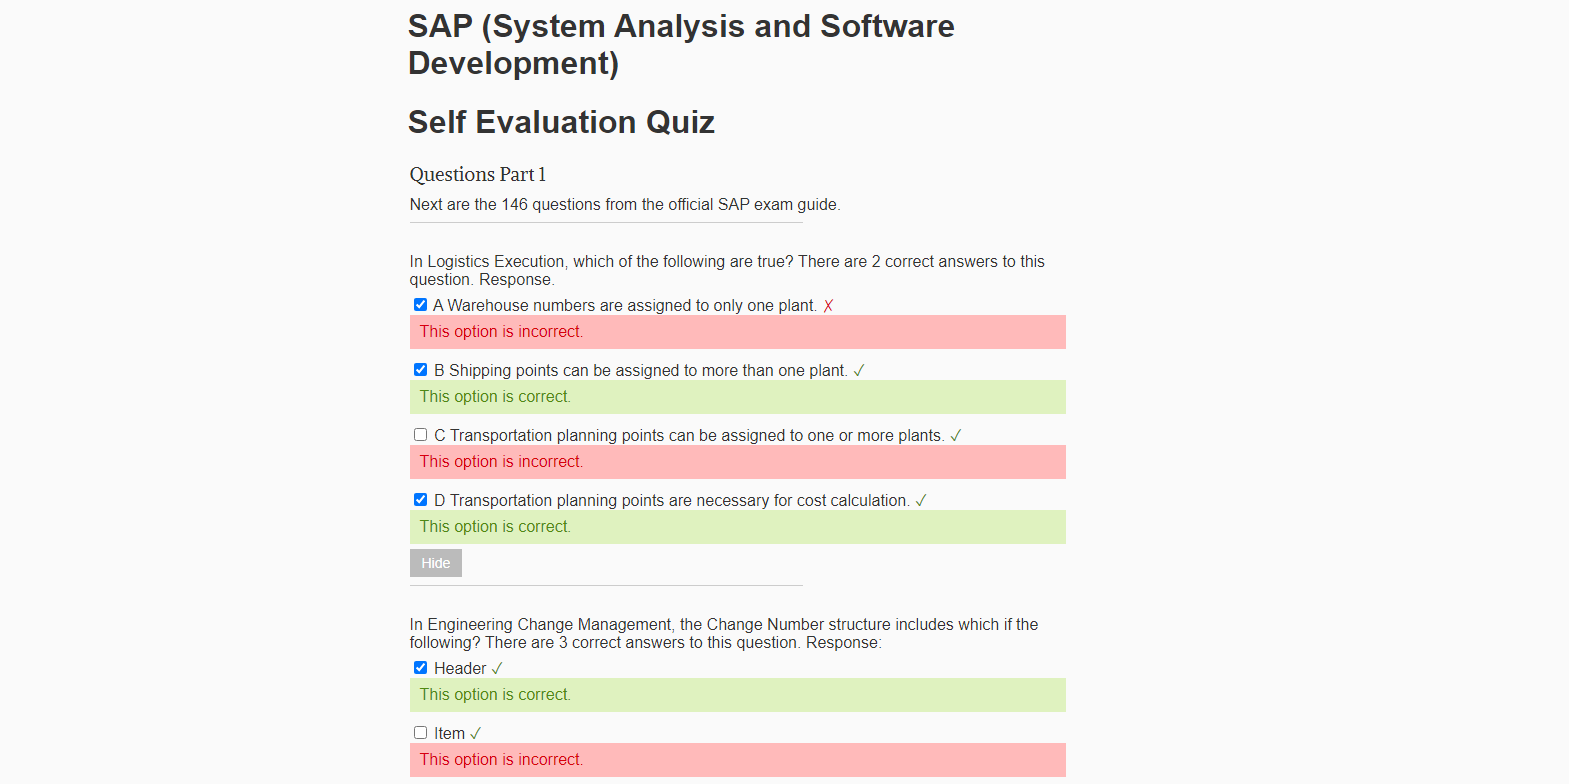 SAP (System Analysis and Software
Development)
Self Evaluation Quiz
Questions Part 1
Next are the 146 questions from the official SAP exam guide.
In Logistics Execution, which of the following are true? There are 2 correct answers to this
question. Response.
A Warehouse numbers are assigned to only one plant. ✗
This option is incorrect.
B Shipping points can be assigned to more than one plant. ✓
This option is correct.
C Transportation planning points can be assigned to one or more plants. ✓
This option is incorrect.
D Transportation planning points are necessary for cost calculation. ✓
This option is correct.
Hide
In Engineering Change Management, the Change Number structure includes which if the
following? There are 3 correct answers to this question. Response:
Header ✓
This option is correct.
Item ✓
This option is incorrect.